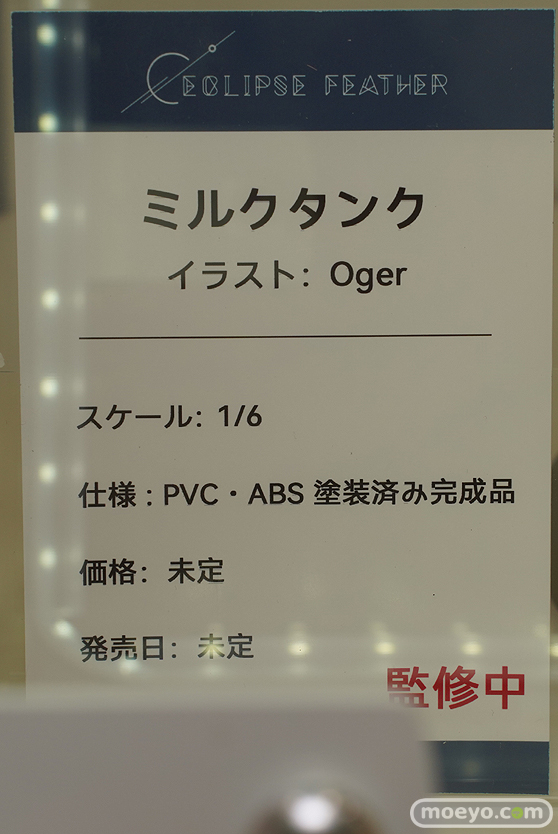 ECLIPSE FEATHER
ミルクタンク
イラスト: Oger
スケール: 1/6
仕様 : PVC・ABS 塗装済み完成品
価格: 未定
発売日: 未定
監修中
moeyo.com